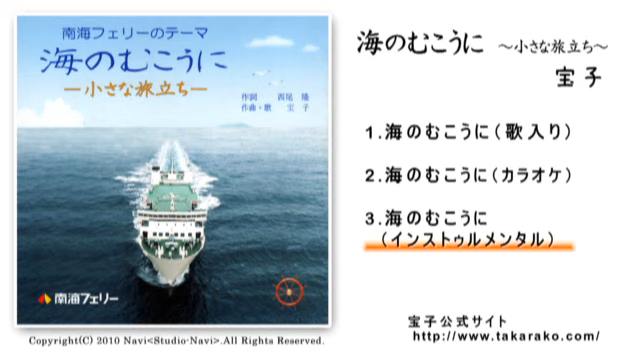 南海フェリーのテーマ
海のむこうに
ー小さな旅立ちー
作詞 西尾 隆
作曲・歌 宝 子
南海フェリー
Copyright(C) 2010 Navi<Studio-Navi>.All Rights Reserved.
海のむこうに ～小さな旅立ち～
宝 子
1.海のむこうに(歌入り)
2.海のむこうに(カラオケ)
3.海のむこうに
(インストゥルメンタル)
宝子公式サイト
http://www.takarako.com/